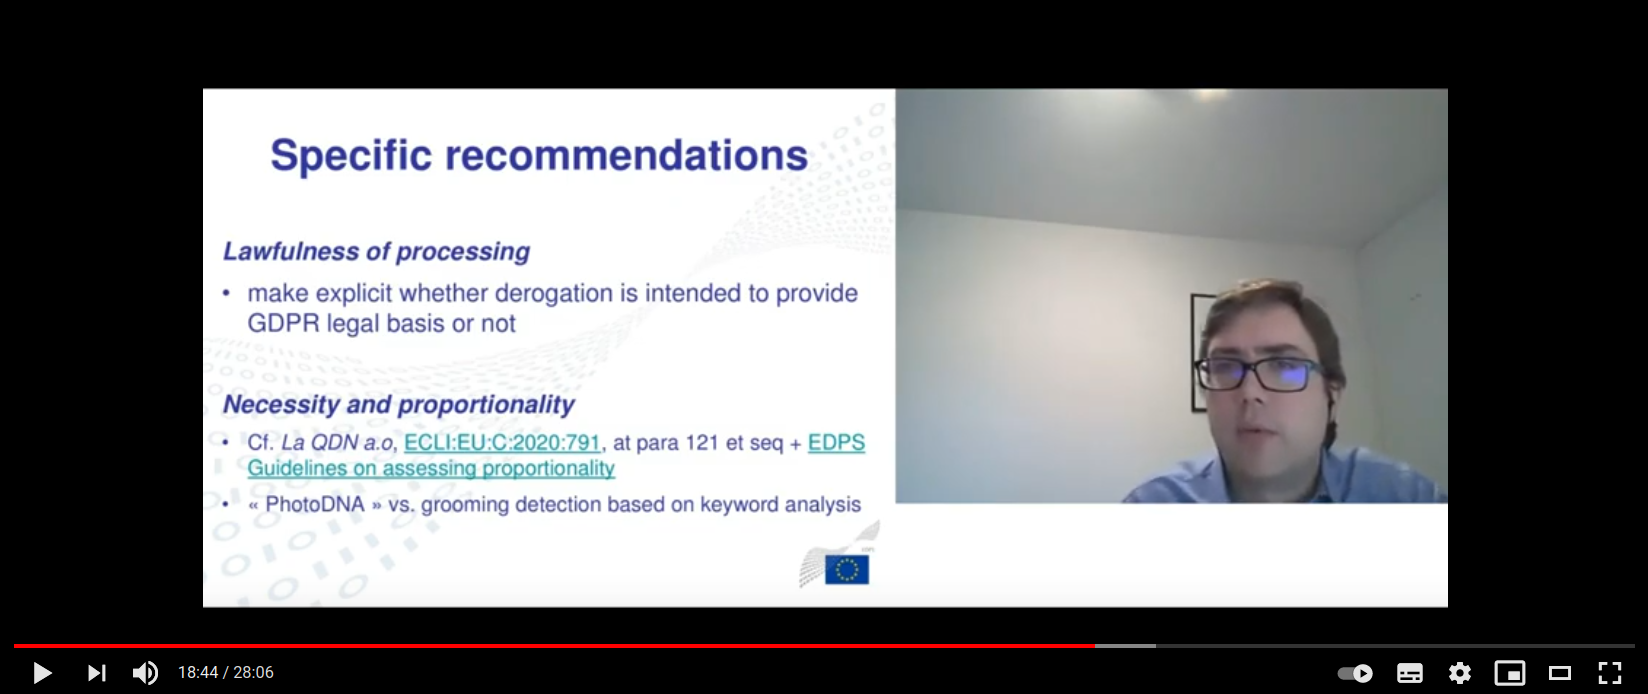 Specific recommendations
Lawfulness of processing
• make explicit whether derogation is intended to provide
GDPR legal basis or not
Necessity and proportionality
• Cf. La QDN a.o, ECLI:EU:C:2020:791, at para 121 et seq + EDPS
Guidelines on assessing proportionality
• « PhotoDNA » vs. grooming detection based on keyword analysis
18:44 / 28:06